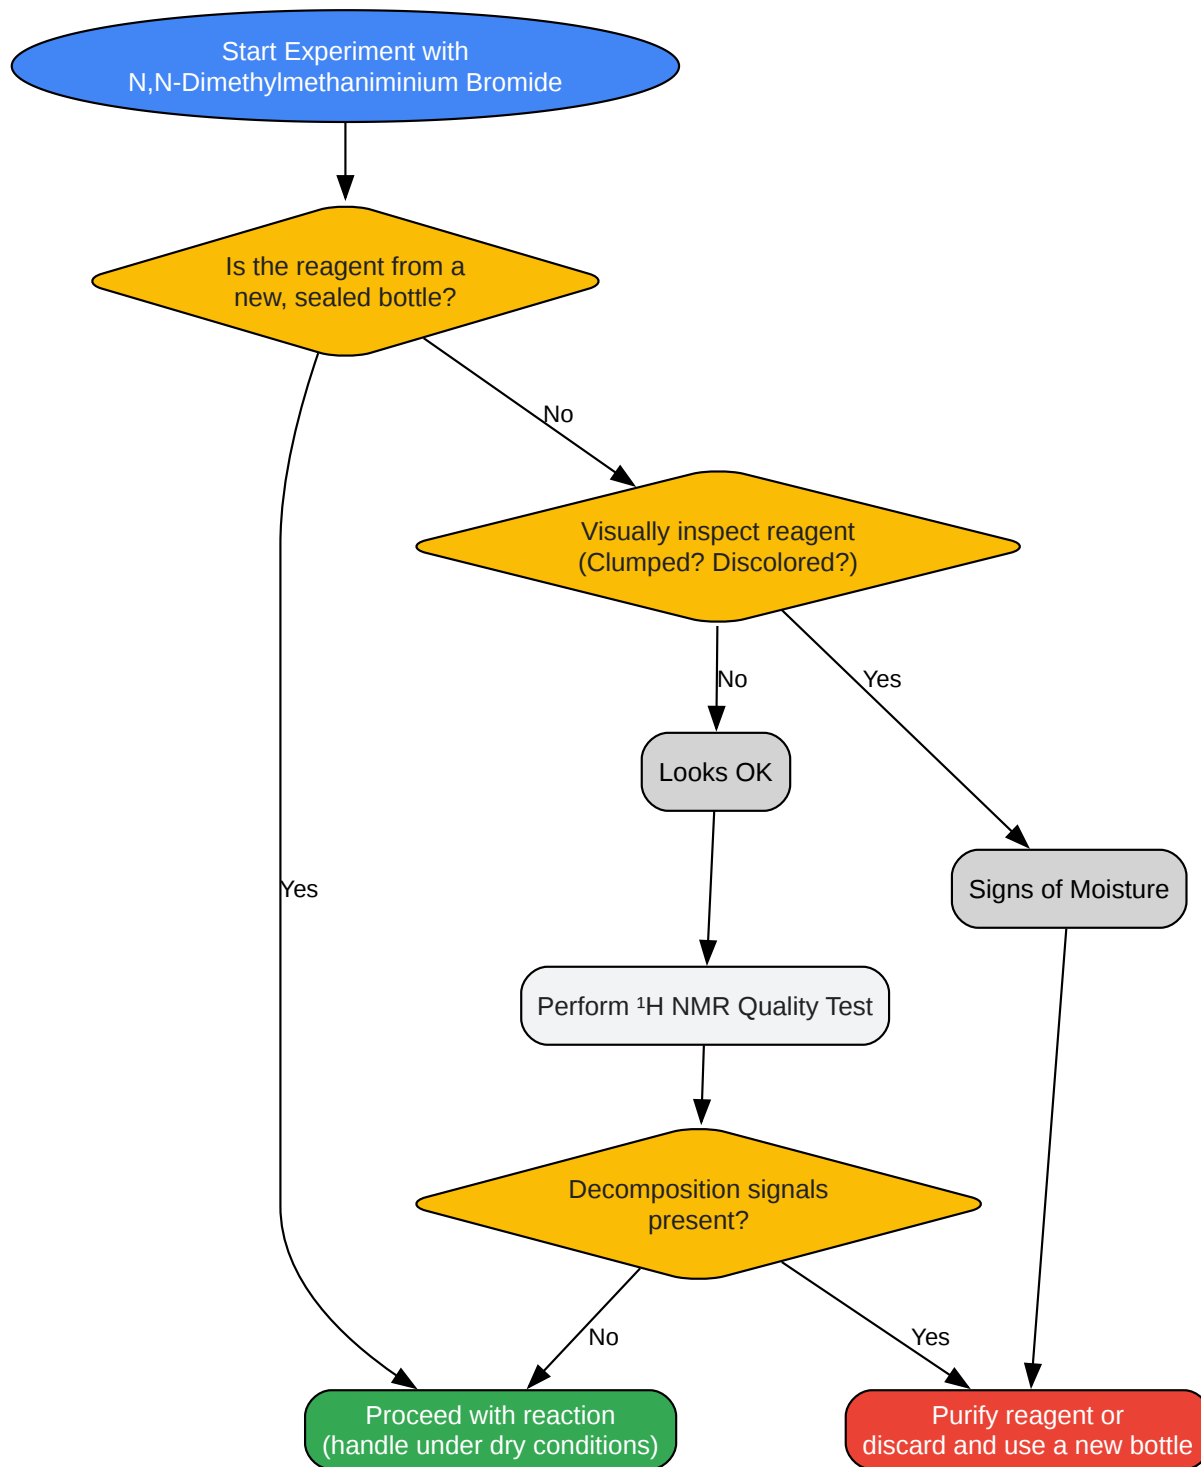 Start Experiment with
N,N-Dimethylmethaniminium Bromide
Is the reagent from a
new, sealed bottle?
No
Visually inspect reagent
(Clumped? Discolored?)
No
Yes
Looks OK
Yes
Signs of Moisture
Perform ¹H NMR Quality Test
Decomposition signals
present?
No
Yes
Proceed with reaction
(handle under dry conditions)
Purify reagent or
discard and use a new bottle